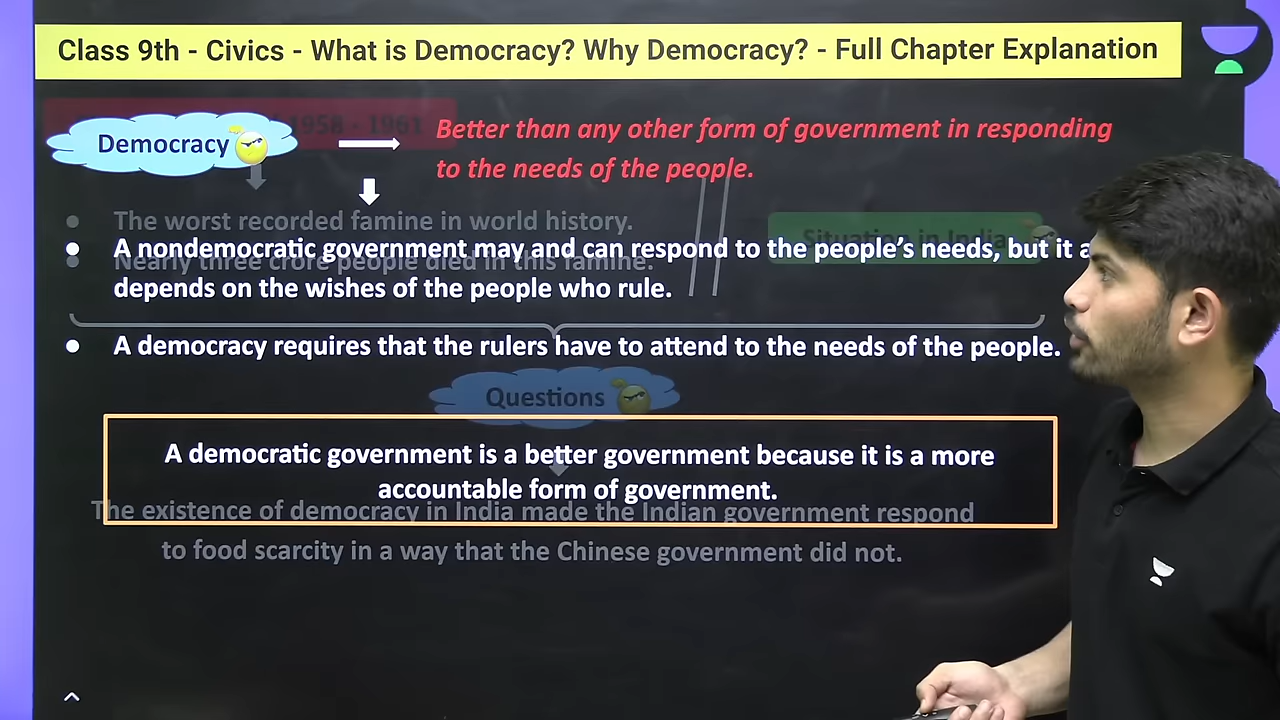 Class 9th - Civics - What is Democracy? Why Democracy? - Full Chapter Explanation
1958 - 1961
Democracy
Better than any other form of government in responding
to the needs of the people.
The worst recorded famine in world history.
Situation in India
A nondemocratic government may and can respond to the people's needs, but it
Nearly three crore people died in this famine.
depends on the wishes of the people who rule.
A democracy requires that the rulers have to attend to the needs of the people.
Questions
A democratic government is a better government because it is a more
accountable form of government.
The existence of democracy in India made the Indian government respond
to food scarcity in a way that the Chinese government did not.